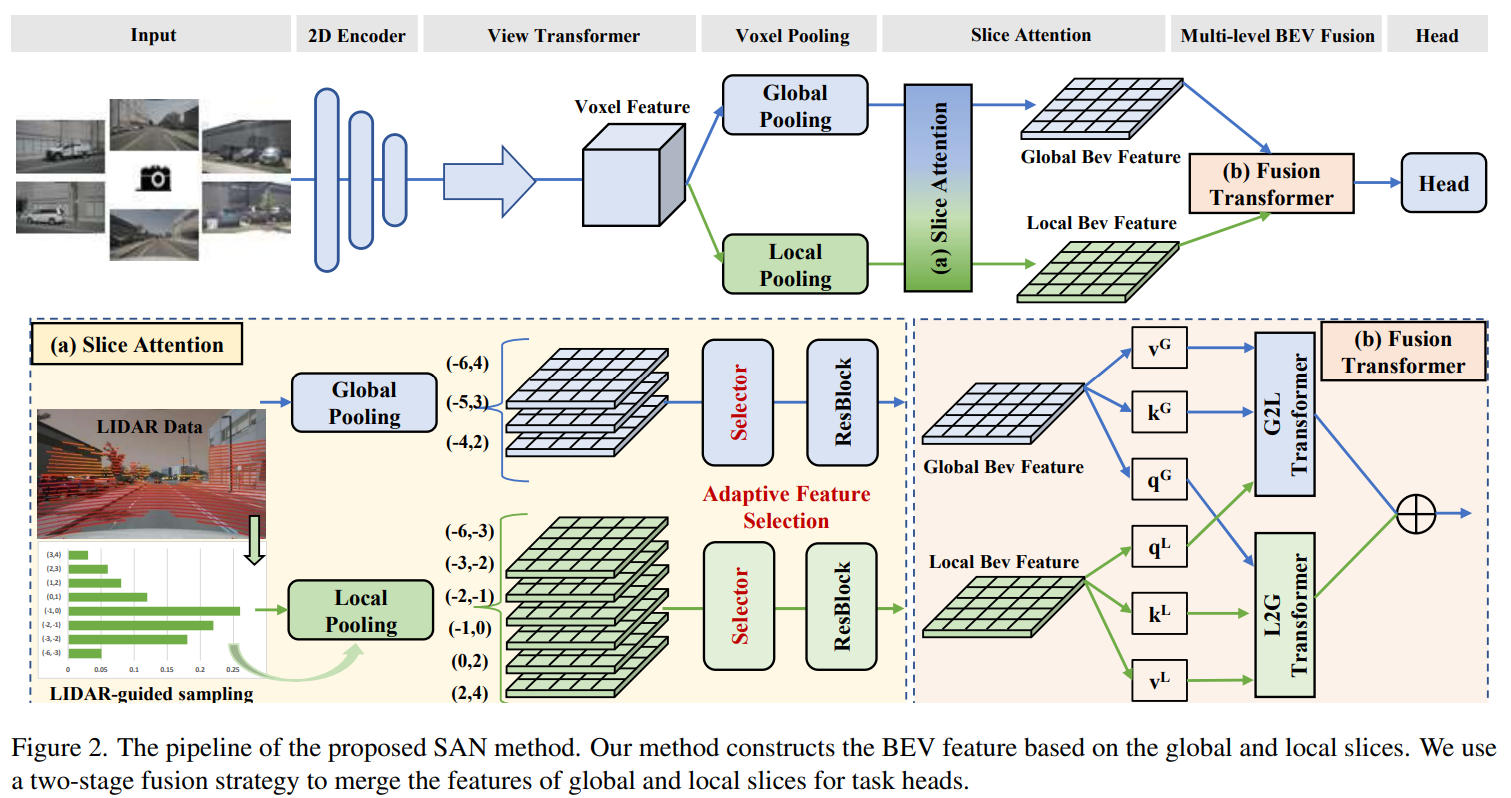 Input
2D Encoder
View Transformer
Voxel Pooling
Slice Attention
Multi-level BEV Fusion
Head
Voxel Feature
Global
Pooling
Local
Pooling
(a) Slice Attention
Global Bev Feature
Local Bev Feature
(b) Fusion
Transformer
Head
(a) Slice Attention
LIDAR Data
(3,4)
(2,3)
(1,2)
(0,1)
(-1, 0)
(-2, -1)
(-3, -2)
(-6, -3)
0 0.05 0.1 0.15 0.2 0.25
LIDAR-guided sampling
Global
Pooling
(-6,4)
(-5,3)
(-4,2)
Selector
ResBlock
Adaptive Feature
Selection
Local
Pooling
(-6,-3)
(-3,-2)
(-2,-1)
(-1,0)
(0,2)
(2,4)
Selector
ResBlock
(b) Fusion
Transformer
Global Bev Feature
Local Bev Feature
vᴳ
kᴳ
qᴳ
qᴸ
kᴸ
vᴸ
G2L
Transformer
L2G
Transformer
Figure 2. The pipeline of the proposed SAN method. Our method constructs the BEV feature based on the global and local slices. We use
a two-stage fusion strategy to merge the features of global and local slices for task heads.